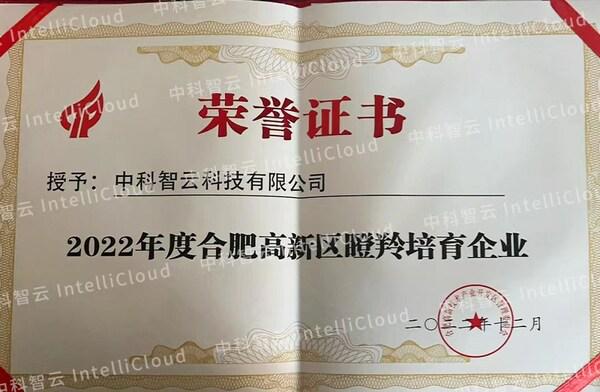 荣誉证书
授予：中科智云科技有限公司
2022年度合肥高新区瞪羚培育企业
二〇二二年十二月
中科智云 IntelliCloud